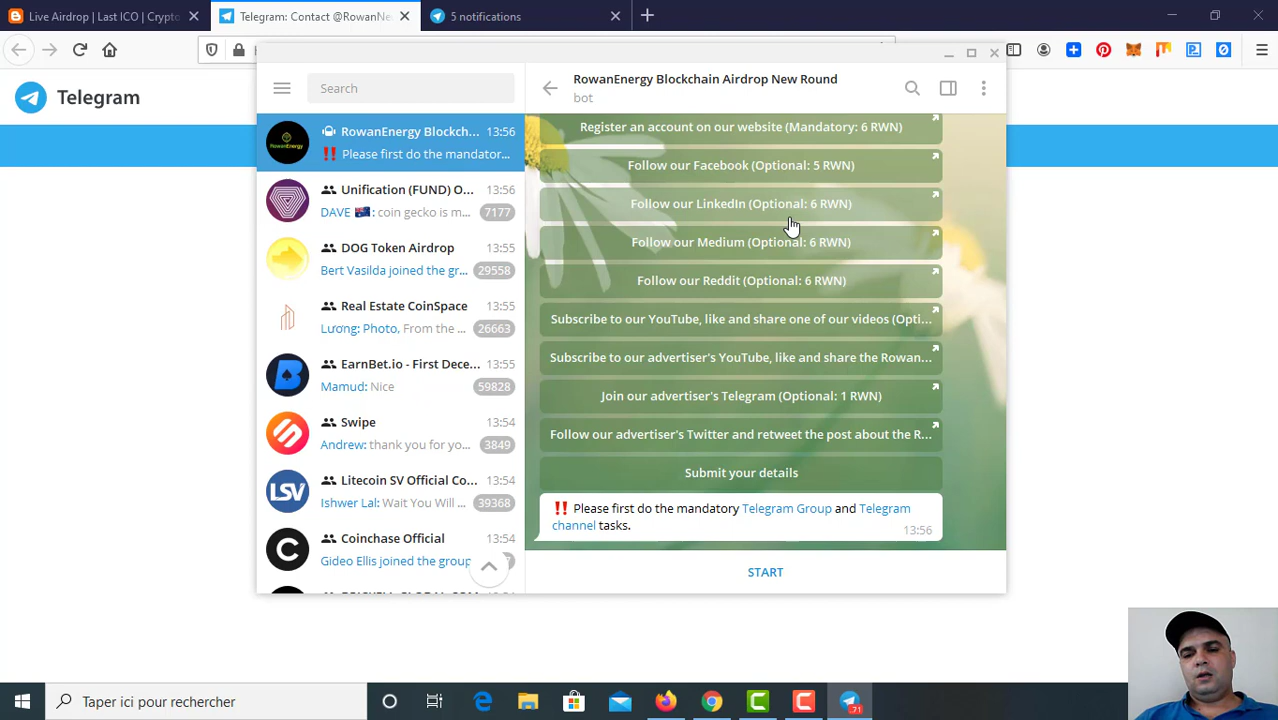 Live Airdrop | Last ICO | Crypto
Telegram: Contact @RowanNe
5 notifications
Telegram
Search
RowanEnergy Blockchain Airdrop New Round
bot
RowanEnergy Blockch... 13:56
‼ Please first do the mandator...
Unification (FUND) O... 13:56
DAVE 🇦🇺: coin gecko is m... 7177
DOG Token Airdrop 13:55
Bert Vasilda joined the gr... 29558
Real Estate CoinSpace 13:55
Lương: Photo, From the ... 26663
EarnBet.io - First Dece... 13:55
Mamud: Nice 59828
Swipe 13:54
Andrew: thank you for yo... 3849
Litecoin SV Official Co... 13:54
Ishwer Lal: Wait You Will ... 39368
Coinchase Official 13:54
Gideo Ellis joined the group
Register an account on our website (Mandatory: 6 RWN)
Follow our Facebook (Optional: 5 RWN)
Follow our LinkedIn (Optional: 6 RWN)
Follow our Medium (Optional: 6 RWN)
Follow our Reddit (Optional: 6 RWN)
Subscribe to our YouTube, like and share one of our videos (Opti...
Subscribe to our advertiser's YouTube, like and share the Rowan...
Join our advertiser's Telegram (Optional: 1 RWN)
Follow our advertiser's Twitter and retweet the post about the R...
Submit your details
‼ Please first do the mandatory Telegram Group and Telegram
channel tasks. 13:56
START
Taper ici pour rechercher
71